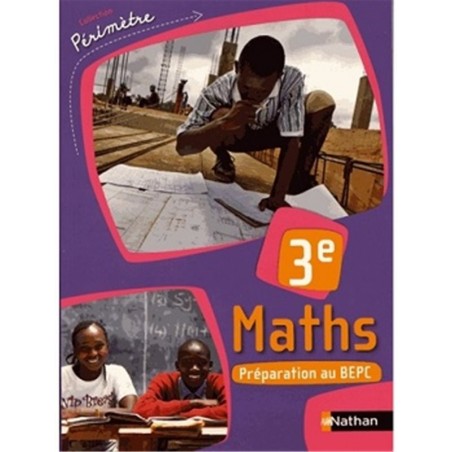 Collection
Périmètre
3e
Maths
Préparation au BEPC
Nathan